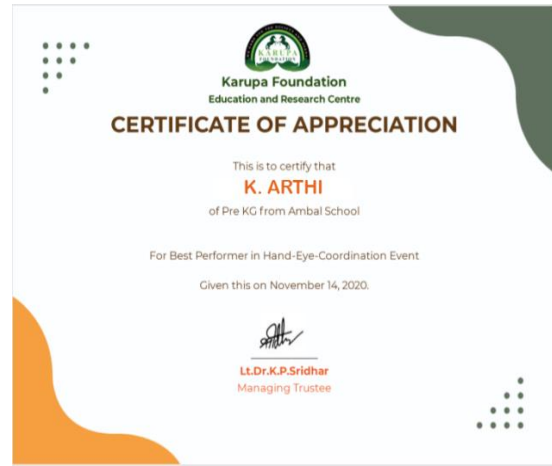 KARUPA
FOUNDATION
Karupa Foundation
Education and Research Centre
CERTIFICATE OF APPRECIATION
This is to certify that
K. ARTHI
of Pre KG from Ambal School
For Best Performer in Hand-Eye-Coordination Event
Given this on November 14, 2020.
Lt.Dr.K.P.Sridhar
Managing Trustee